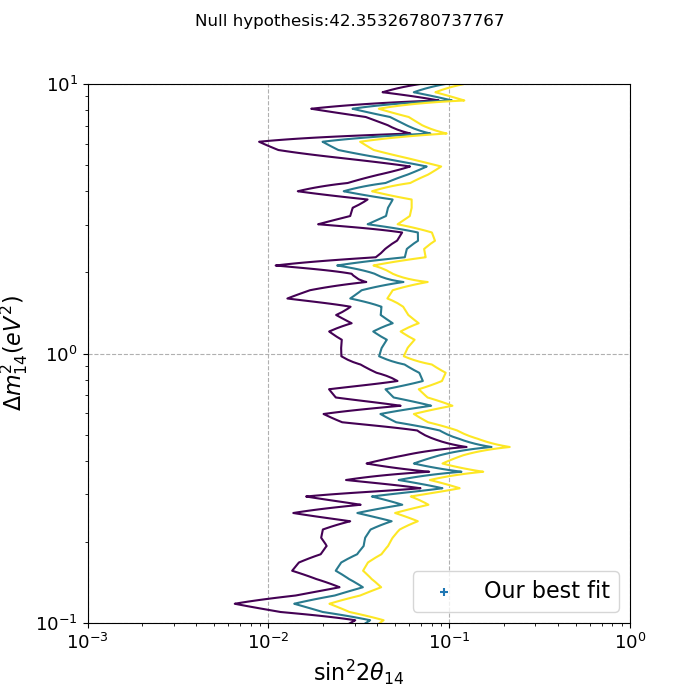 Null hypothesis:42.35326780737767
10¹
10⁰
10⁻¹
Δm²₁₄(eV²)
10⁻³
10⁻²
10⁻¹
10⁰
sin²2θ₁₄
Our best fit